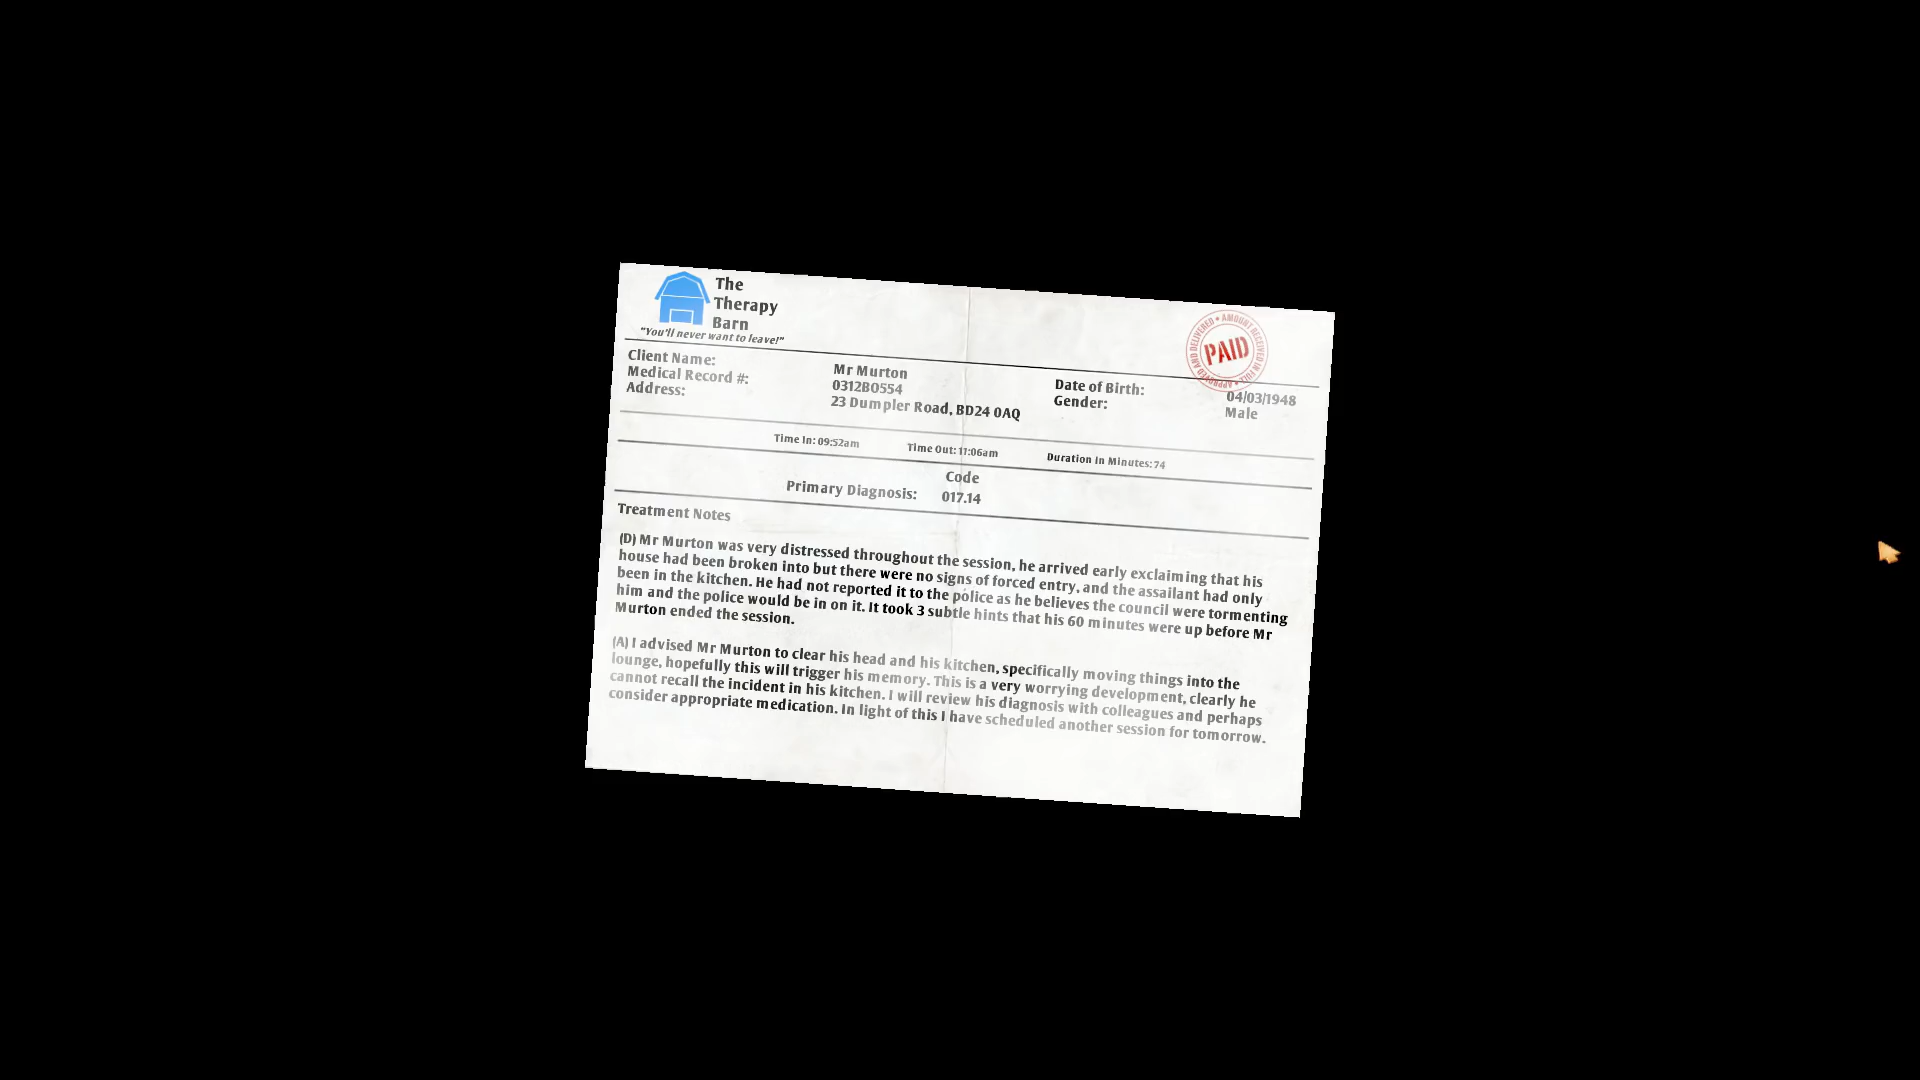 The
Therapy
Barn
"You'll never want to leave!"
AMOUNT RECEIVED IN FULL • APPROVED AND DELIVERED •
PAID
Client Name: Mr Murton Date of Birth: 04/03/1948
Medical Record #: 0312B0554 Gender: Male
Address: 23 Dumpler Road, BD24 0AQ
Time In: 09:52am Time Out: 11:06am Duration in Minutes: 74
Code
Primary Diagnosis: 017.14
Treatment Notes
(D) Mr Murton was very distressed throughout the session, he arrived early exclaiming that his
house had been broken into but there were no signs of forced entry, and the assailant had only
been in the kitchen. He had not reported it to the police as he believes the council were tormenting
him and the police would be in on it. It took 3 subtle hints that his 60 minutes were up before Mr
Murton ended the session.
(A) I advised Mr Murton to clear his head and his kitchen, specifically moving things into the
lounge, hopefully this will trigger his memory. This is a very worrying development, clearly he
cannot recall the incident in his kitchen. I will review his diagnosis with colleagues and perhaps
consider appropriate medication. In light of this I have scheduled another session for tomorrow.